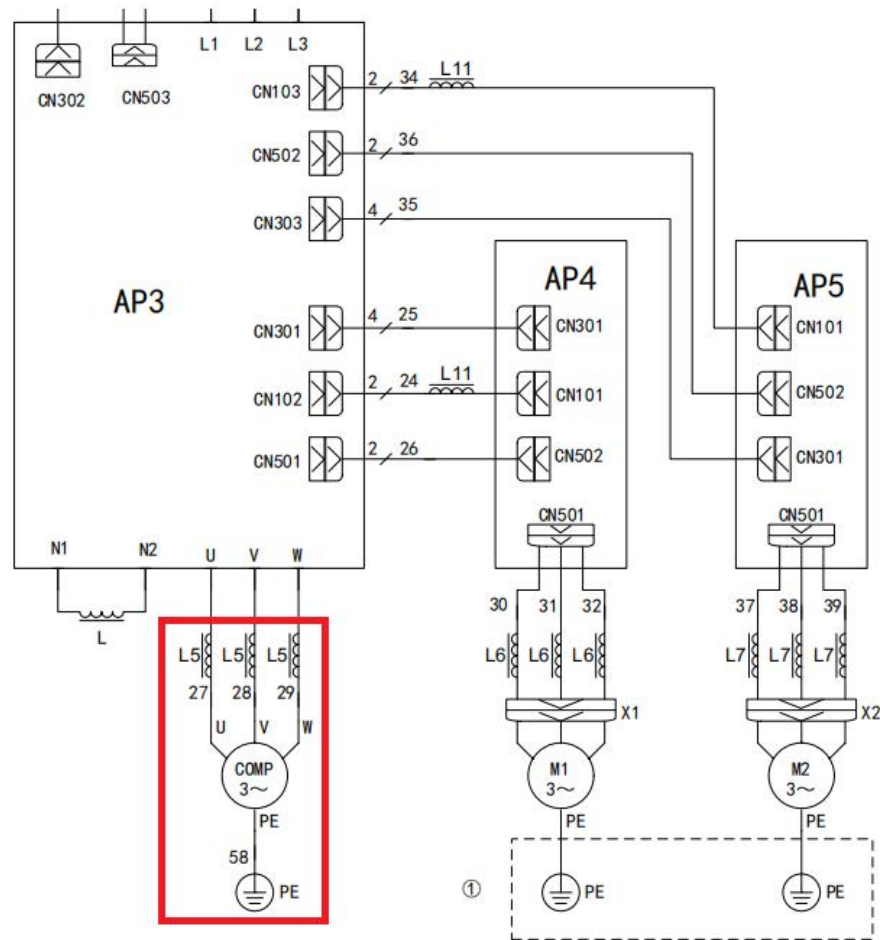 L1 L2 L3
CN302 CN503
CN103 2 34 L11
CN502 2 36
CN303 4 35
AP3
AP4
AP5
CN301 4 25 CN301
CN101
L11
CN102 2 24 CN101
CN502
CN501 2 26 CN502
CN301
CN501
CN501
N1 N2 U V W
L
30 31 32
37 38 39
L5 L5 L5
27 28 29
L6 L6 L6
L7 L7 L7
U V W
X1
X2
COMP
3～
M1
3～
M2
3～
PE
PE
PE
58
PE
①
PE
PE